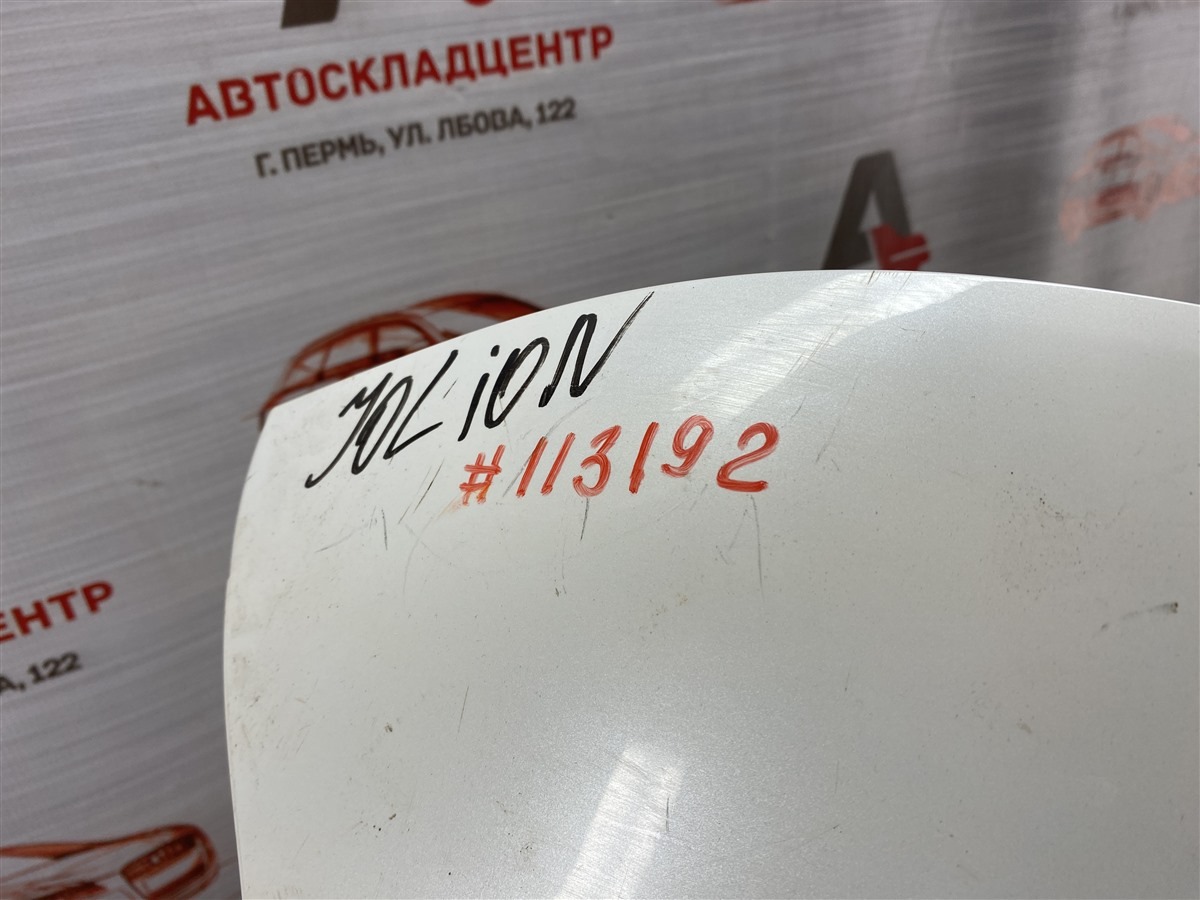 АВТОСКЛАДЦЕНТР
Г. ПЕРМЬ, УЛ. ЛБОВА, 122
JOLiON
#113192
ЕНТР
А, 122